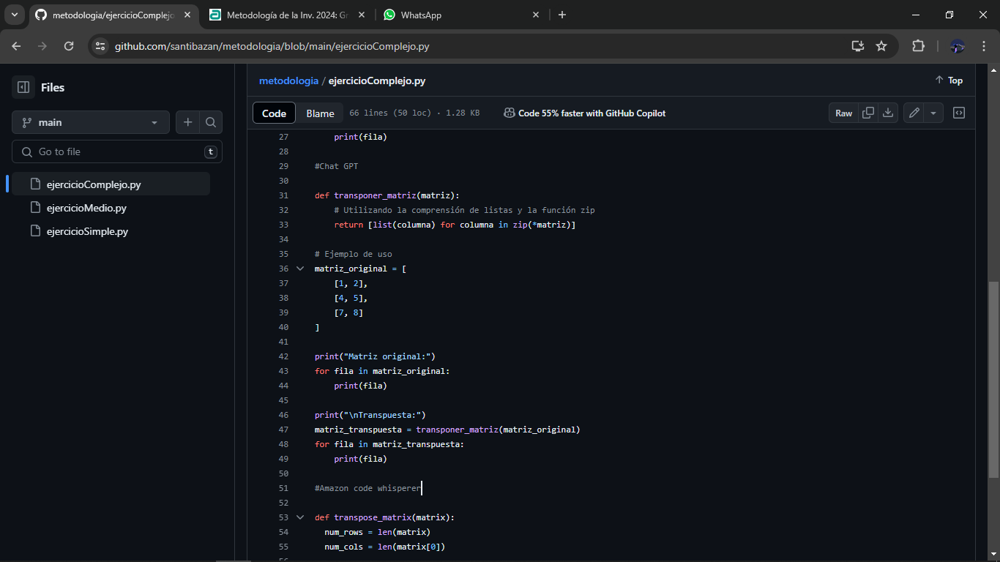 metodologia/ejercicioComplejo
Metodología de la Inv. 2024: Gr
WhatsApp
github.com/santibazan/metodologia/blob/main/ejercicioComplejo.py
Files
metodologia / ejercicioComplejo.py
Top
main
Code
Blame
66 lines (50 loc) · 1.28 KB
Code 55% faster with GitHub Copilot
Raw
Go to file
t
ejercicioComplejo.py
ejercicioMedio.py
ejercicioSimple.py
27 print(fila)
28
29 #Chat GPT
30
31 def transponer_matriz(matriz):
32 # Utilizando la comprensión de listas y la función zip
33 return [list(columna) for columna in zip(*matriz)]
34
35 # Ejemplo de uso
36 matriz_original = [
37 [1, 2],
38 [4, 5],
39 [7, 8]
40 ]
41
42 print("Matriz original:")
43 for fila in matriz_original:
44 print(fila)
45
46 print("\nTranspuesta:")
47 matriz_transpuesta = transponer_matriz(matriz_original)
48 for fila in matriz_transpuesta:
49 print(fila)
50
51 #Amazon code whisperer
52
53 def transpose_matrix(matrix):
54 num_rows = len(matrix)
55 num_cols = len(matrix[0])